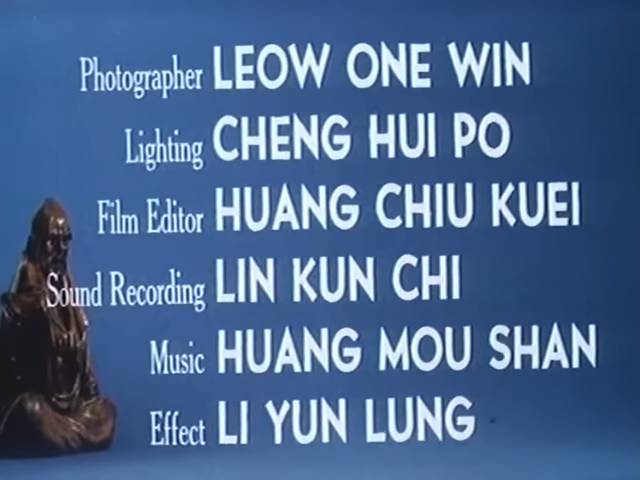 Photographer LEOW ONE WIN
Lighting CHENG HUI PO
Film Editor HUANG CHIU KUEI
Sound Recording LIN KUN CHI
Music HUANG MOU SHAN
Effect LI YUN LUNG